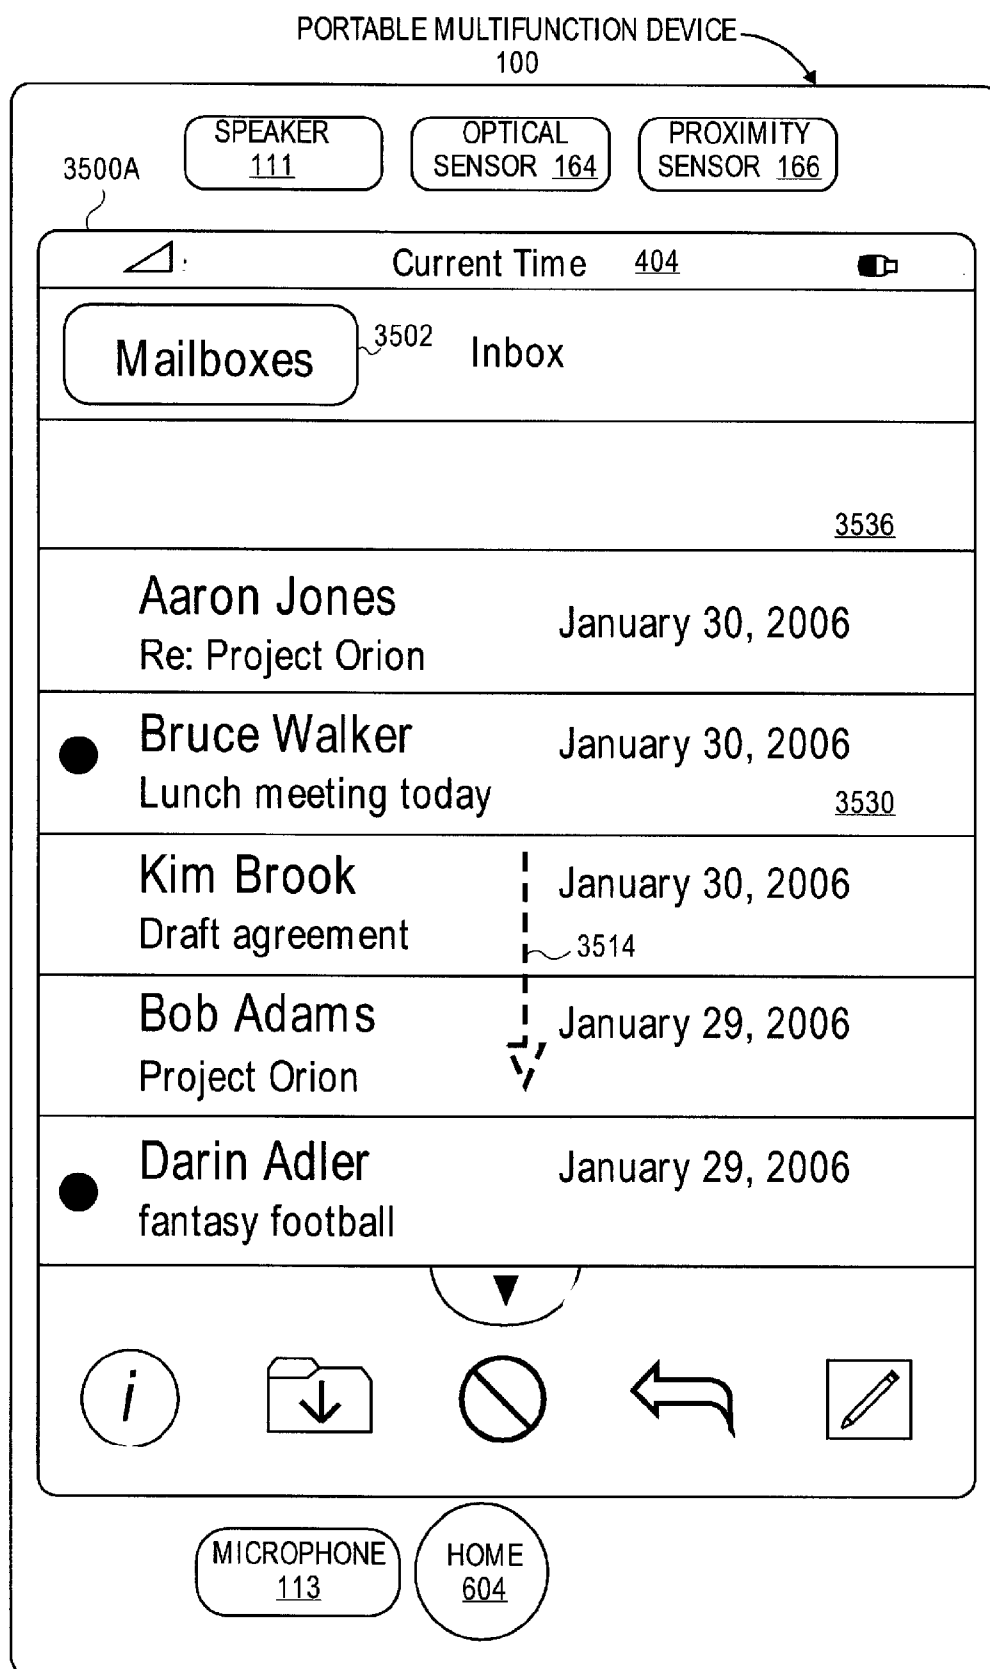 PORTABLE MULTIFUNCTION DEVICE
100
SPEAKER
111
OPTICAL
SENSOR 164
PROXIMITY
SENSOR 166
3500A
Current Time 404
Mailboxes
3502
Inbox
3536
Aaron Jones
January 30, 2006
Re: Project Orion
Bruce Walker
January 30, 2006
Lunch meeting today
3530
Kim Brook
January 30, 2006
Draft agreement
3514
Bob Adams
January 29, 2006
Project Orion
Darin Adler
January 29, 2006
fantasy football
i
MICROPHONE
113
HOME
604